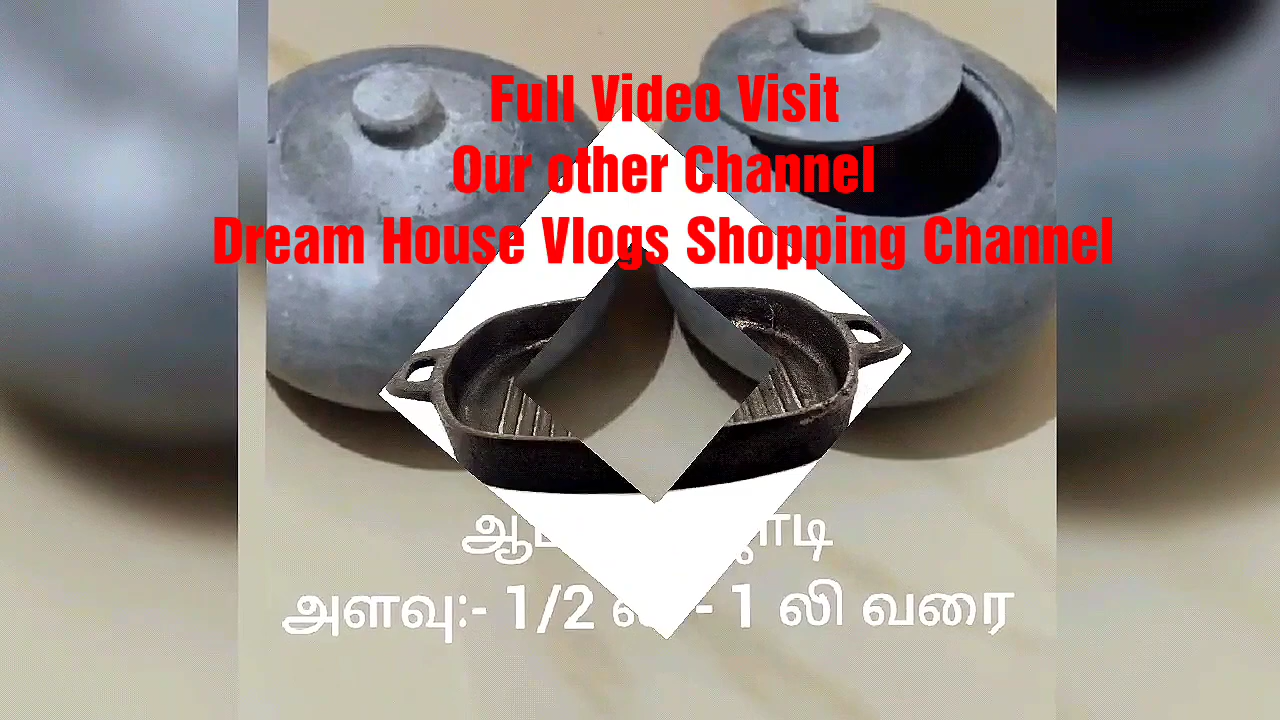 Full Video Visit
Our other Channel
Dream House Vlogs Shopping Channel
அளவு:- 1/2 - 1 லி வரை